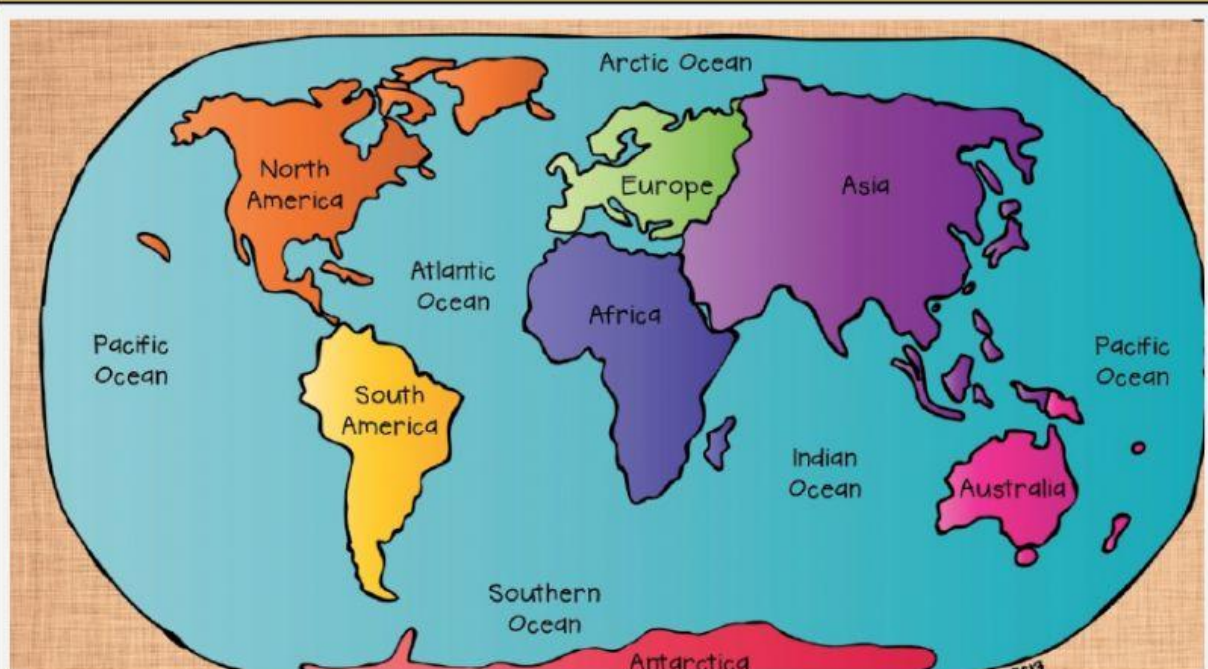 Arctic Ocean
North
America
Europe
Asia
Atlantic
Ocean
Africa
Pacific
Ocean
Pacific
Ocean
South
America
Indian
Ocean
Australia
Southern
Ocean
Antarctica